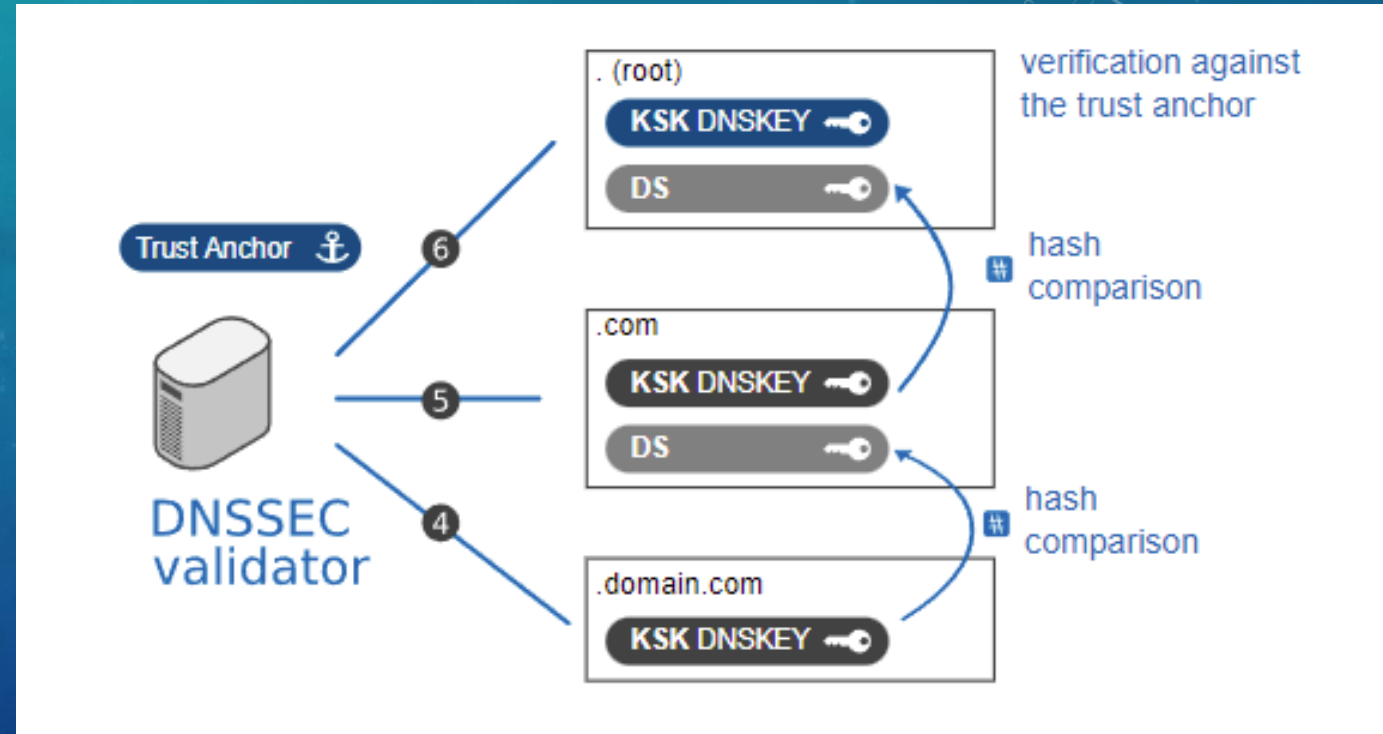 . (root)
KSK DNSKEY
DS
verification against
the trust anchor
Trust Anchor
6
hash
comparison
.com
KSK DNSKEY
DS
5
DNSSEC
validator
4
hash
comparison
.domain.com
KSK DNSKEY